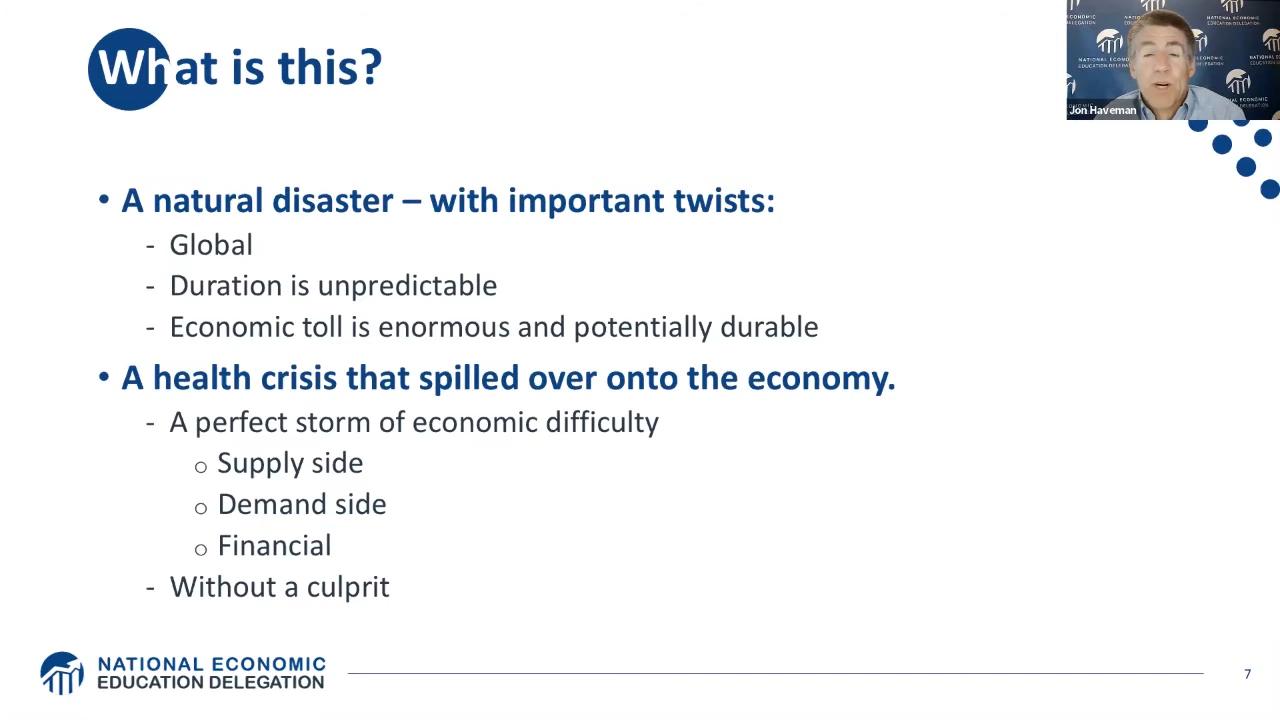 What is this?
Jon Haveman
• A natural disaster – with important twists:
- Global
- Duration is unpredictable
- Economic toll is enormous and potentially durable
• A health crisis that spilled over onto the economy.
- A perfect storm of economic difficulty
o Supply side
o Demand side
o Financial
- Without a culprit
NATIONAL ECONOMIC
EDUCATION DELEGATION
7